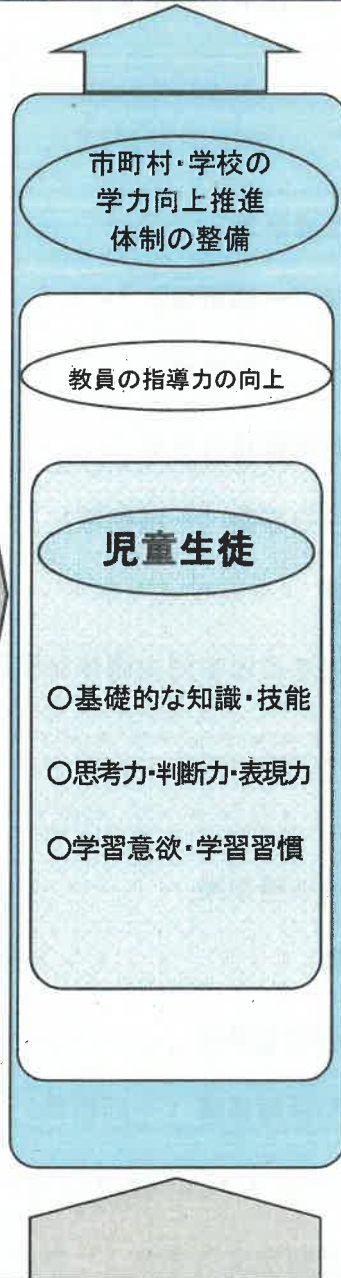 市町村・学校の
学力向上推進
体制の整備
教員の指導力の向上
児童生徒
○基礎的な知識・技能
○思考力・判断力・表現力
○学習意欲・学習習慣